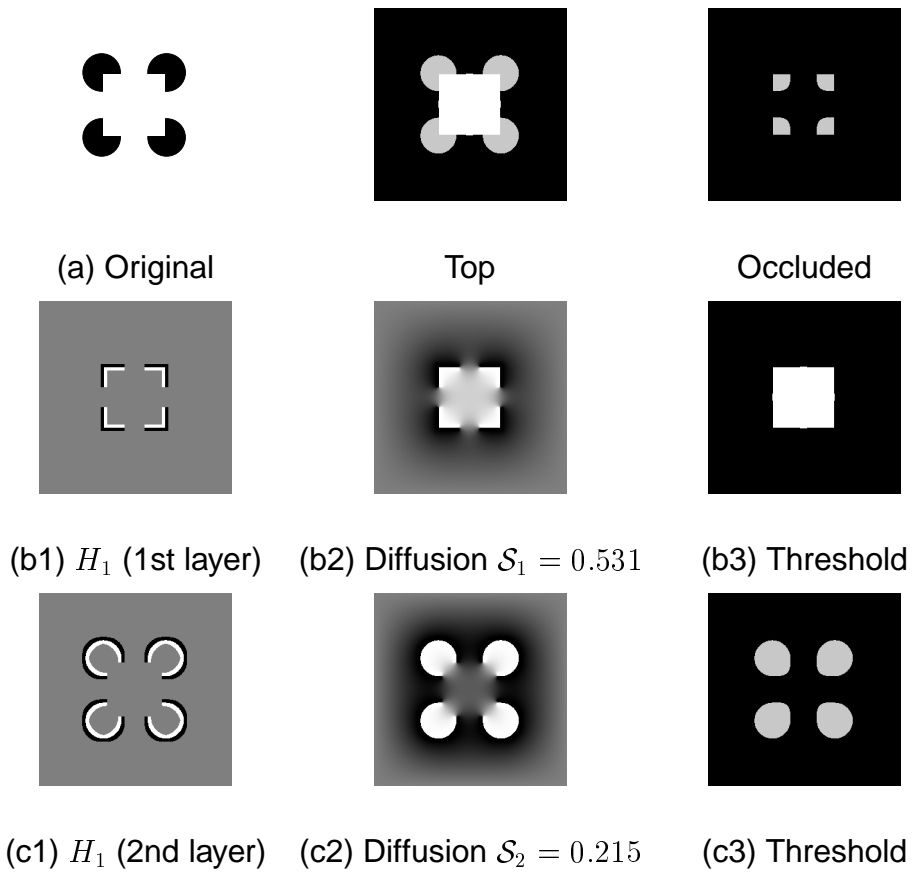 (a) Original Top Occluded
(b1) H₁ (1st layer) (b2) Diffusion 𝒮₁ = 0.531 (b3) Threshold
(c1) H₁ (2nd layer) (c2) Diffusion 𝒮₂ = 0.215 (c3) Threshold